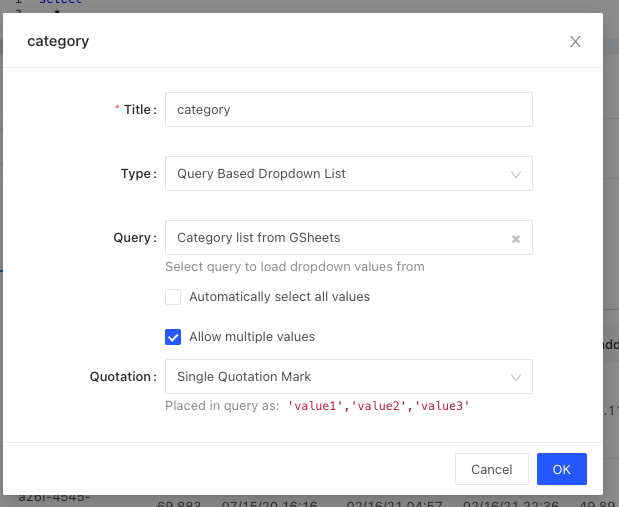 1 select
*
category
* Title :
category
Type :
Query Based Dropdown List
Query :
Category list from GSheets
Select query to load dropdown values from
Automatically select all values
Allow multiple values
Quotation :
Single Quotation Mark
Placed in query as: 'value1','value2','value3'
Cancel
OK